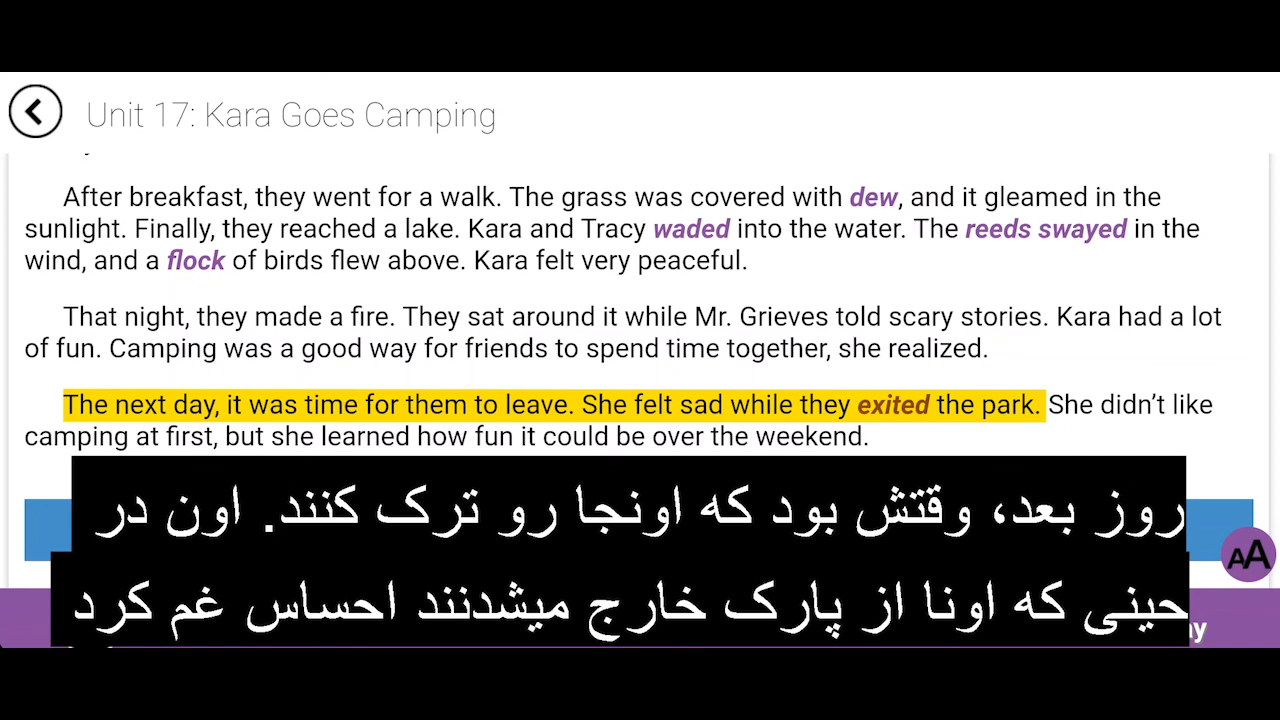 Unit 17: Kara Goes Camping
After breakfast, they went for a walk. The grass was covered with dew, and it gleamed in the
sunlight. Finally, they reached a lake. Kara and Tracy waded into the water. The reeds swayed in the
wind, and a flock of birds flew above. Kara felt very peaceful.
That night, they made a fire. They sat around it while Mr. Grieves told scary stories. Kara had a lot
of fun. Camping was a good way for friends to spend time together, she realized.
The next day, it was time for them to leave. She felt sad while they exited the park. She didn’t like
camping at first, but she learned how fun it could be over the weekend.
روز بعد، وقتش بود که اونجا رو ترک کنند. اون در
حینی که اونا از پارک خارج میشدنند احساس غم کرد
AA